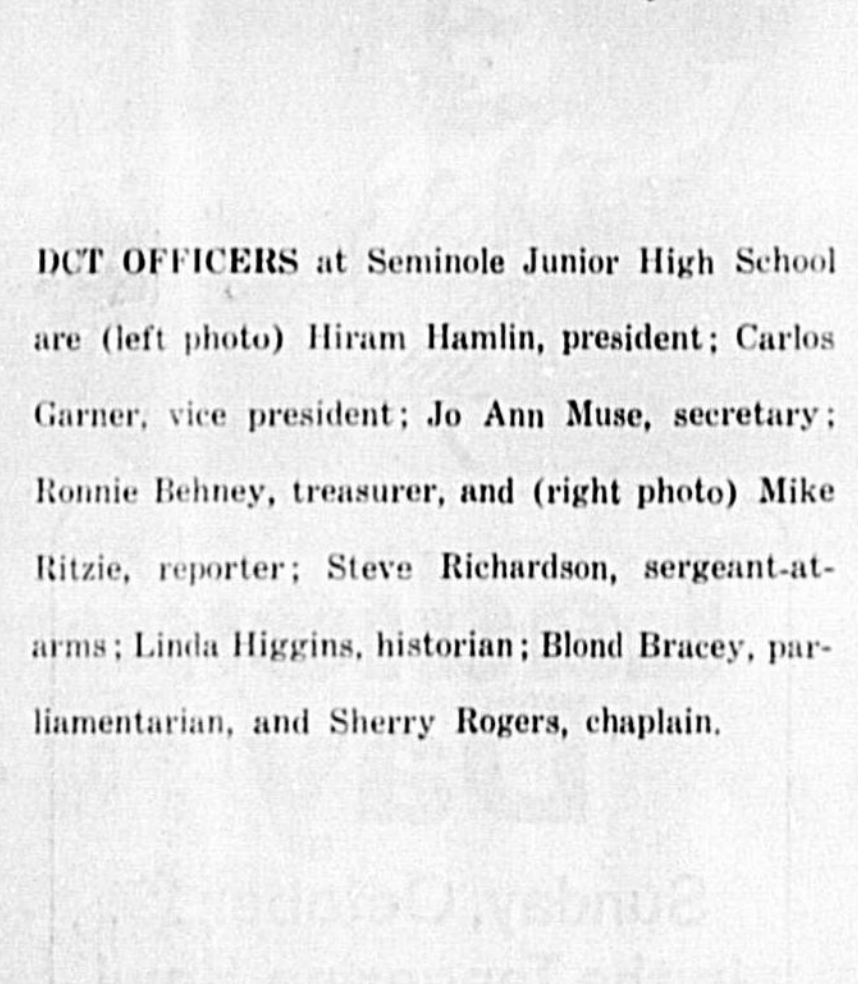 DCT OFFICERS at Seminole Junior High School
are (left photo) Hiram Hamlin, president; Carlos
Garner, vice president; Jo Ann Muse, secretary;
Ronnie Behney, treasurer, and (right photo) Mike
Ritzie, reporter; Steve Richardson, sergeant-at-
arms; Linda Higgins, historian; Blond Bracey, par-
liamentarian, and Sherry Rogers, chaplain.